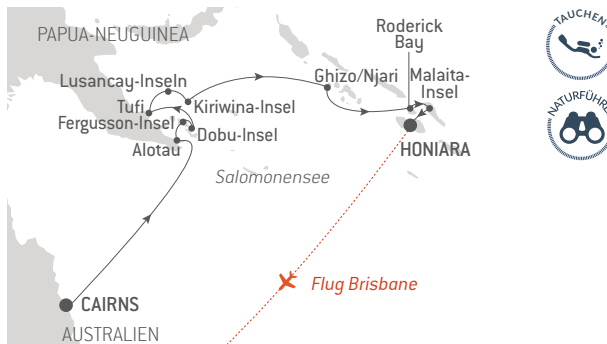 PAPUA-NEUGUINEA
Roderick
Bay
TAUCHEN
Lusancay-Inseln
Ghizo/Njari
Malaita-
Insel
Tufi
Kiriwina-Insel
Fergusson-Insel
Dobu-Insel
Alotau
HONIARA
NATURFÜHR
Salomonensee
Flug Brisbane
CAIRNS
AUSTRALIEN